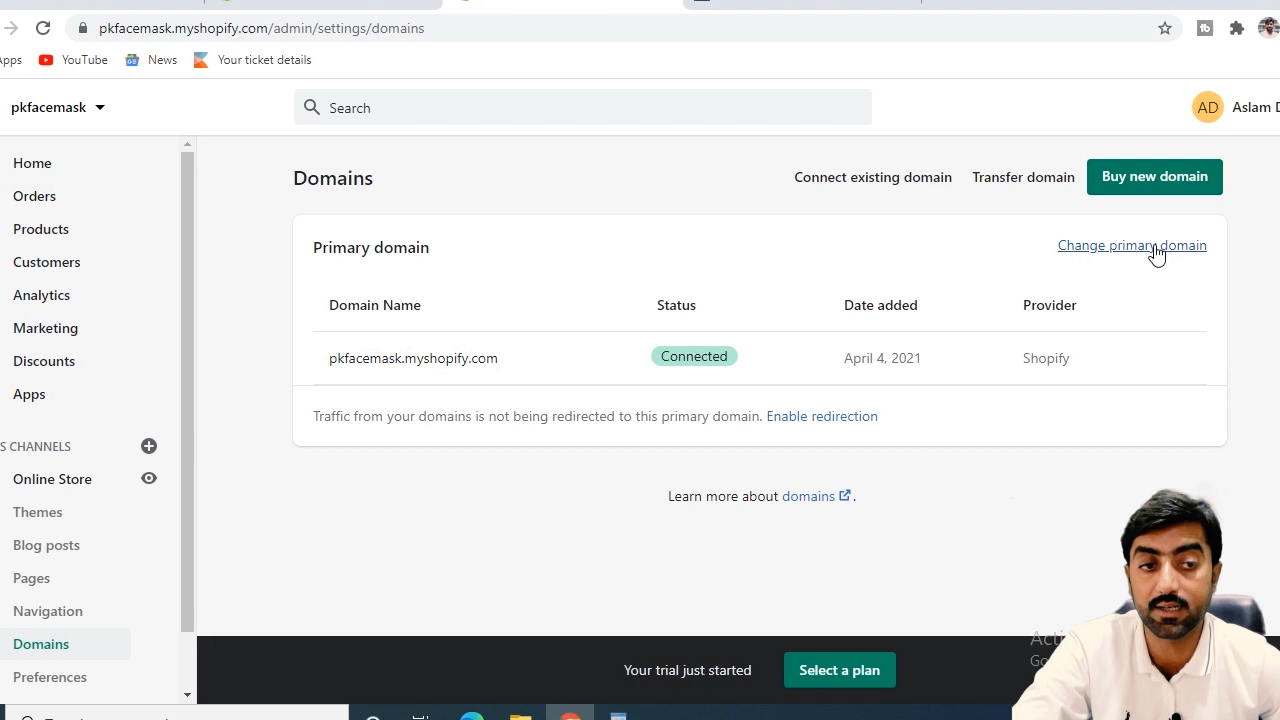 pkfacemask.myshopify.com/admin/settings/domains
YouTube
News
Your ticket details
pkfacemask
Search
AD
Aslam
Home
Orders
Products
Customers
Analytics
Marketing
Discounts
Apps
S CHANNELS
Online Store
Themes
Blog posts
Pages
Navigation
Domains
Preferences
Domains
Connect existing domain
Transfer domain
Buy new domain
Primary domain
Change primary domain
Domain Name Status Date added Provider
pkfacemask.myshopify.com Connected April 4, 2021 Shopify
Traffic from your domains is not being redirected to this primary domain. Enable redirection
Learn more about domains.
Your trial just started
Select a plan